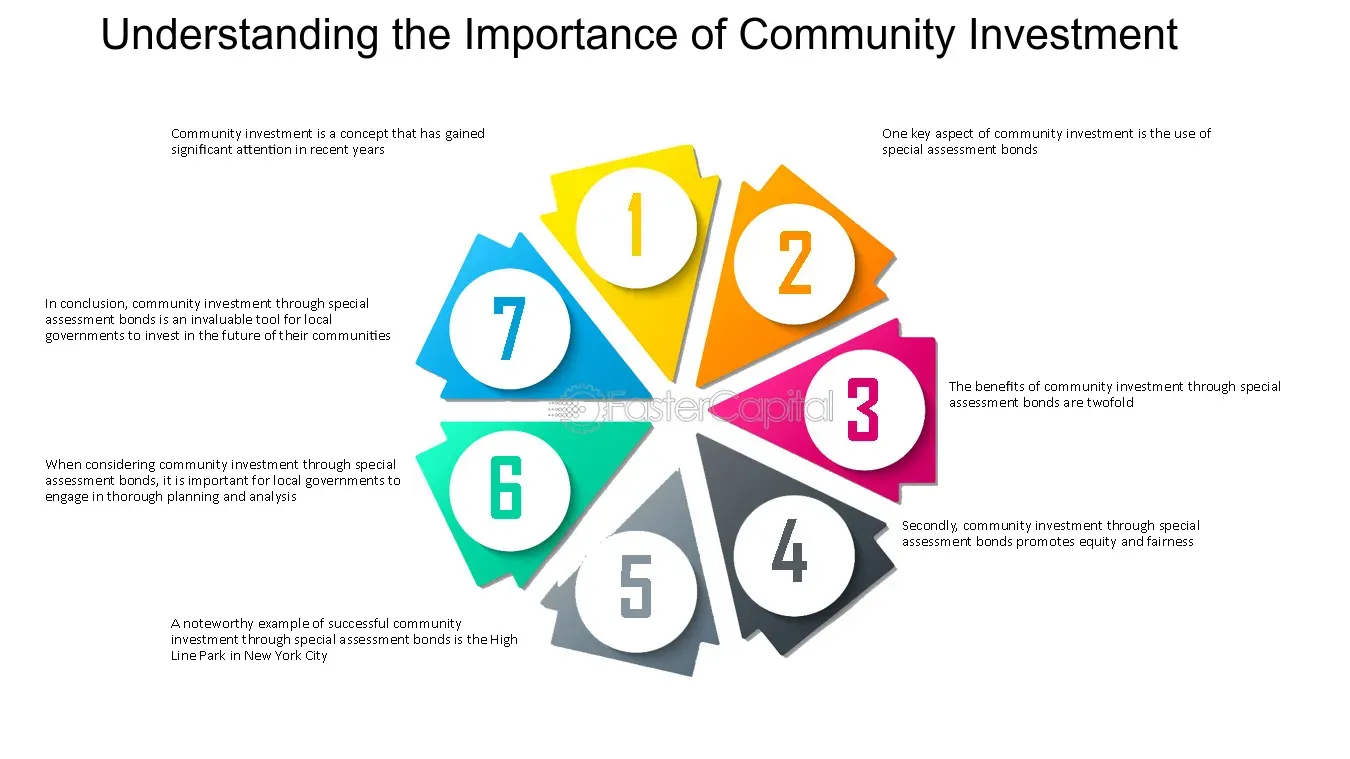 Understanding the Importance of Community Investment
Community investment is a concept that has gained
significant attention in recent years
1
One key aspect of community investment is the use of
special assessment bonds
2
The benefits of community investment through special
assessment bonds are twofold
3
Secondly, community investment through special
assessment bonds promotes equity and fairness
4
A noteworthy example of successful community
investment through special assessment bonds is the High
Line Park in New York City
5
When considering community investment through special
assessment bonds, it is important for local governments to
engage in thorough planning and analysis
6
In conclusion, community investment through special
assessment bonds is an invaluable tool for local
governments to invest in the future of their communities
7
FasterCapital